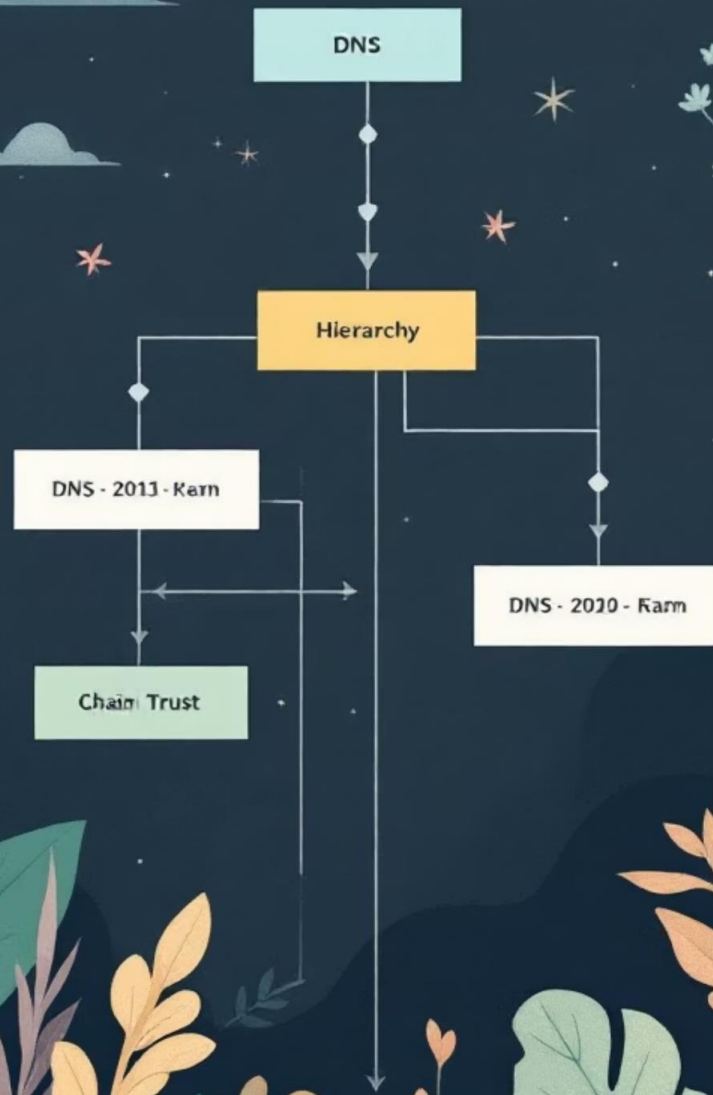 DNS
Hierarchy
DNS - 2013 - Karn
DNS - 2020 - Karn
Chain Trust